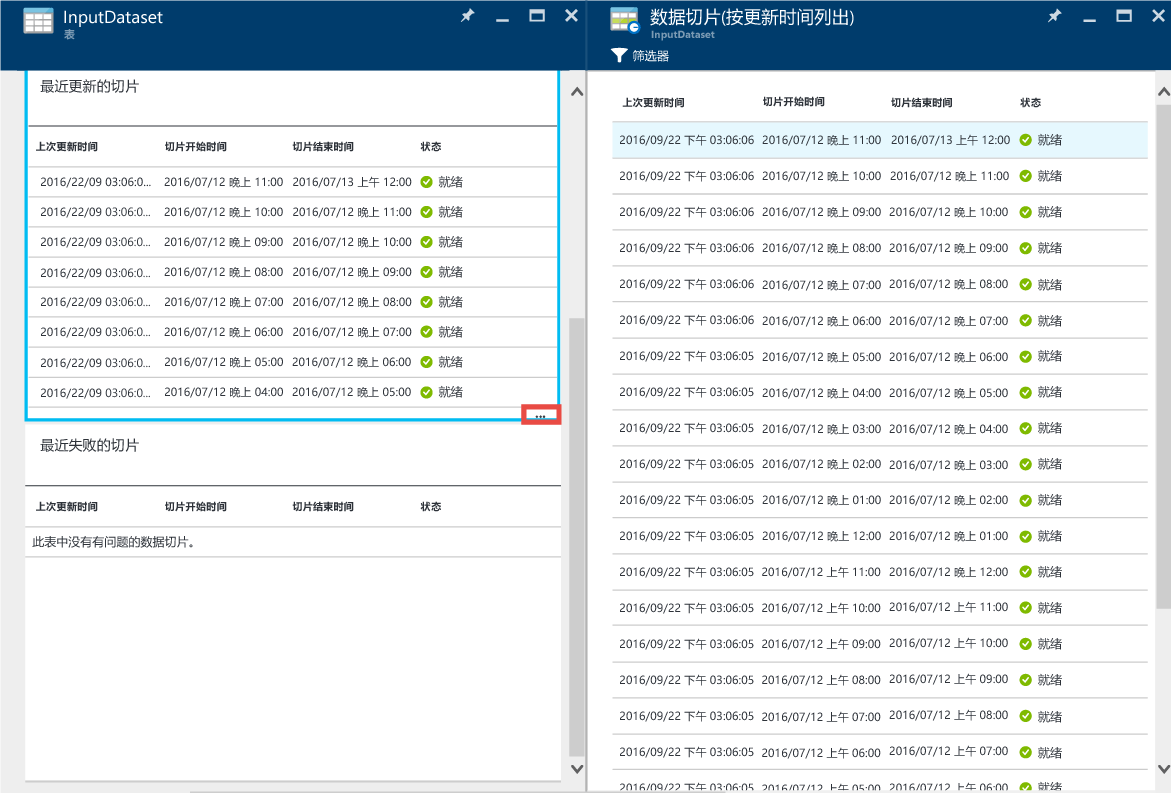 InputDataset
表
最近更新的切片
上次更新时间 切片开始时间 切片结束时间 状态
2016/22/09 03:06:0... 2016/07/12 晚上 11:00 2016/07/13 上午 12:00 就绪
2016/22/09 03:06:0... 2016/07/12 晚上 10:00 2016/07/12 晚上 11:00 就绪
2016/22/09 03:06:0... 2016/07/12 晚上 09:00 2016/07/12 晚上 10:00 就绪
2016/22/09 03:06:0... 2016/07/12 晚上 08:00 2016/07/12 晚上 09:00 就绪
2016/22/09 03:06:0... 2016/07/12 晚上 07:00 2016/07/12 晚上 08:00 就绪
2016/22/09 03:06:0... 2016/07/12 晚上 06:00 2016/07/12 晚上 07:00 就绪
2016/22/09 03:06:0... 2016/07/12 晚上 05:00 2016/07/12 晚上 06:00 就绪
2016/22/09 03:06:0... 2016/07/12 晚上 04:00 2016/07/12 晚上 05:00 就绪
...
最近失败的切片
上次更新时间 切片开始时间 切片结束时间 状态
此表中没有有问题的数据切片。
数据切片(按更新时间列出)
InputDataset
筛选器
上次更新时间 切片开始时间 切片结束时间 状态
2016/09/22 下午 03:06:06 2016/07/12 晚上 11:00 2016/07/13 上午 12:00 就绪
2016/09/22 下午 03:06:06 2016/07/12 晚上 10:00 2016/07/12 晚上 11:00 就绪
2016/09/22 下午 03:06:06 2016/07/12 晚上 09:00 2016/07/12 晚上 10:00 就绪
2016/09/22 下午 03:06:06 2016/07/12 晚上 08:00 2016/07/12 晚上 09:00 就绪
2016/09/22 下午 03:06:06 2016/07/12 晚上 07:00 2016/07/12 晚上 08:00 就绪
2016/09/22 下午 03:06:06 2016/07/12 晚上 06:00 2016/07/12 晚上 07:00 就绪
2016/09/22 下午 03:06:05 2016/07/12 晚上 05:00 2016/07/12 晚上 06:00 就绪
2016/09/22 下午 03:06:05 2016/07/12 晚上 04:00 2016/07/12 晚上 05:00 就绪
2016/09/22 下午 03:06:05 2016/07/12 晚上 03:00 2016/07/12 晚上 04:00 就绪
2016/09/22 下午 03:06:05 2016/07/12 晚上 02:00 2016/07/12 晚上 03:00 就绪
2016/09/22 下午 03:06:05 2016/07/12 晚上 01:00 2016/07/12 晚上 02:00 就绪
2016/09/22 下午 03:06:05 2016/07/12 晚上 12:00 2016/07/12 晚上 01:00 就绪
2016/09/22 下午 03:06:05 2016/07/12 上午 11:00 2016/07/12 晚上 12:00 就绪
2016/09/22 下午 03:06:05 2016/07/12 上午 10:00 2016/07/12 上午 11:00 就绪
2016/09/22 下午 03:06:05 2016/07/12 上午 09:00 2016/07/12 上午 10:00 就绪
2016/09/22 下午 03:06:05 2016/07/12 上午 08:00 2016/07/12 上午 09:00 就绪
2016/09/22 下午 03:06:05 2016/07/12 上午 07:00 2016/07/12 上午 08:00 就绪
2016/09/22 下午 03:06:05 2016/07/12 上午 06:00 2016/07/12 上午 07:00 就绪
2016/09/22 下午 03:06:05 2016/07/12 上午 05:00 2016/07/12 上午 06:00 就绪